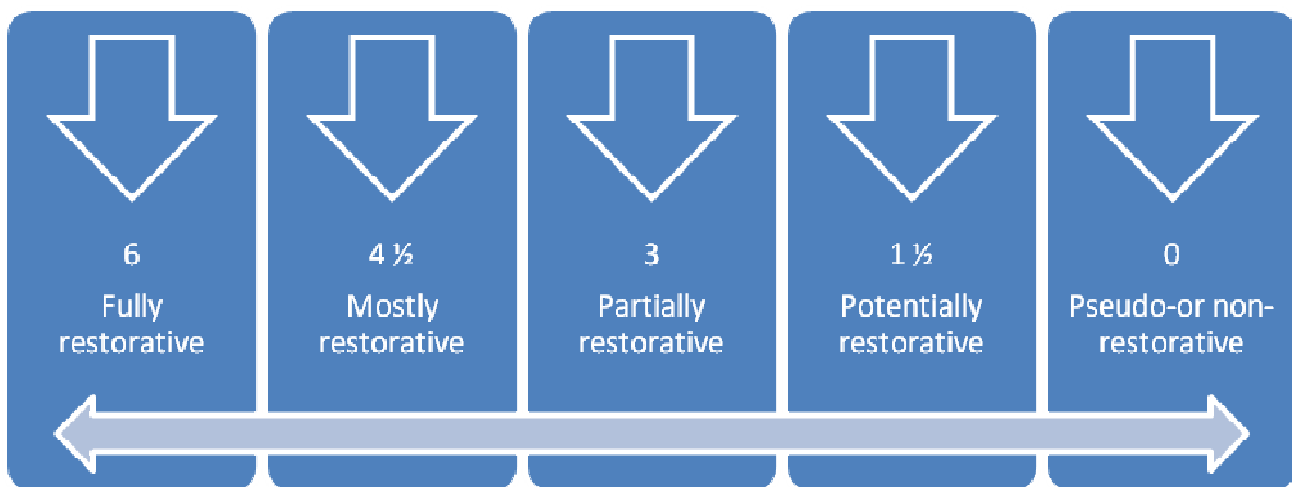 6
Fully
restorative
4 ½
Mostly
restorative
3
Partially
restorative
1 ½
Potentially
restorative
0
Pseudo-or non-
restorative